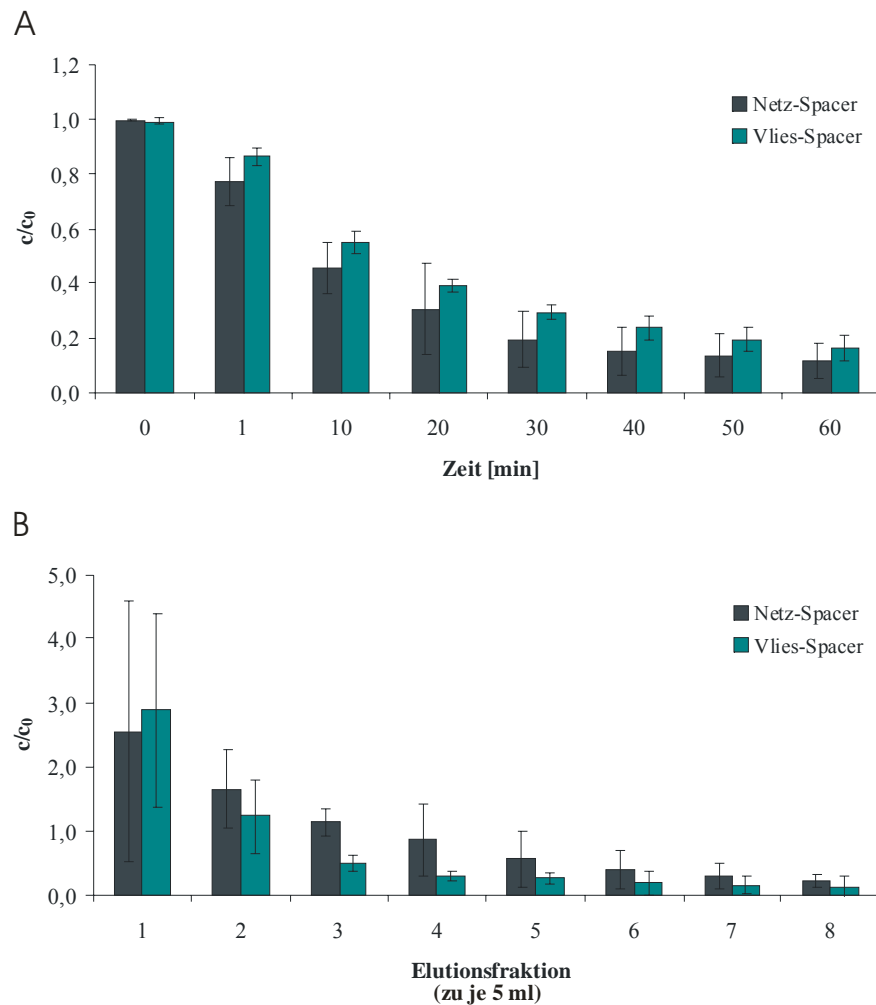 A
1,2
1,0
0,8
0,6
0,4
0,2
0,0
c/c₀
Netz-Spacer
Vlies-Spacer
0 1 10 20 30 40 50 60
Zeit [min]
B
5,0
4,0
3,0
2,0
1,0
0,0
c/c₀
Netz-Spacer
Vlies-Spacer
1 2 3 4 5 6 7 8
Elutionsfraktion
(zu je 5 ml)